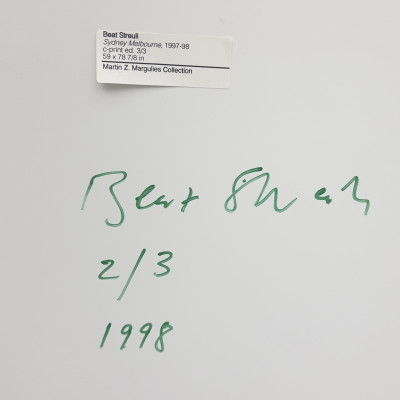 Beat Streuli
Sydney Melbourne, 1997-98
c-print ed. 3/3
59 x 78 7/8 in
Martin Z. Margulies Collection
Beat Streuli
2/3
1998